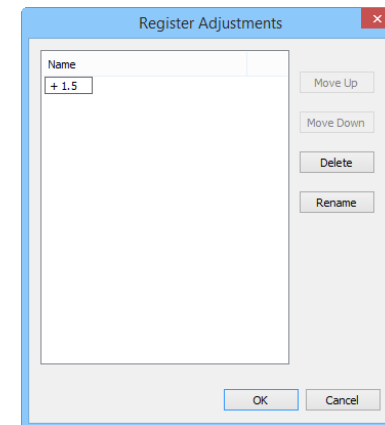 Register Adjustments
Name
+ 1.5
Move Up
Move Down
Delete
Rename
OK
Cancel